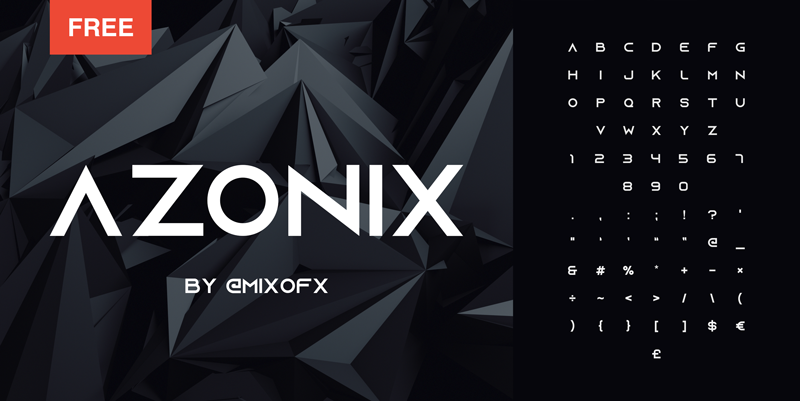 FREE
AZONIX
BY @MIXOFX
A B C D E F G
H I J K L M N
O P Q R S T U
V W X Y Z
1 2 3 4 5 6 7
8 9 0
. , : ; ! ? '
" ‘ ’ “ ” @ _
& # % * + - ×
÷ ~ < > / \ (
) { } [ ] $ €
£